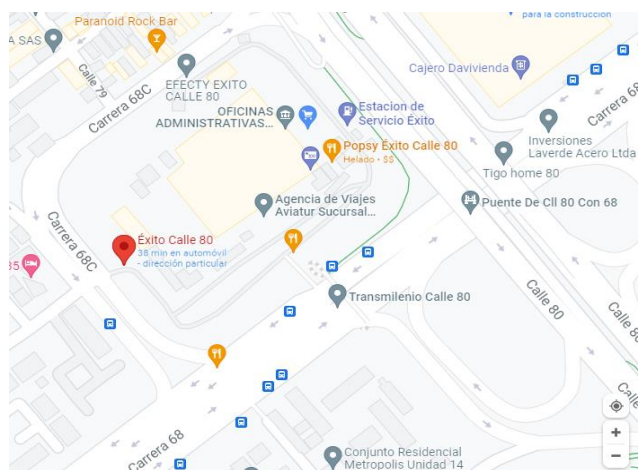 para la construcción
Paranoid Rock Bar
A SAS
Calle 79
EFECTY EXITO
CALLE 80
Carrera 68C
Cajero Davivienda
Carrera 68
OFICINAS
ADMINISTRATIVAS...
Estacion de
Servicio Éxito
Popsy Éxito Calle 80
Helado • $$
Inversiones
Laverde Acero Ltda
Tigo home 80
Agencia de Viajes
Aviatur Sucursal...
Puente De Cll 80 Con 68
Carrera 68C
Éxito Calle 80
38 min en automóvil
- dirección particular
85
Transmilenio Calle 80
Calle 80
Calle 80
Calle
Carrera 68
Conjunto Residencial
Metropolis Unidad 14
+
−